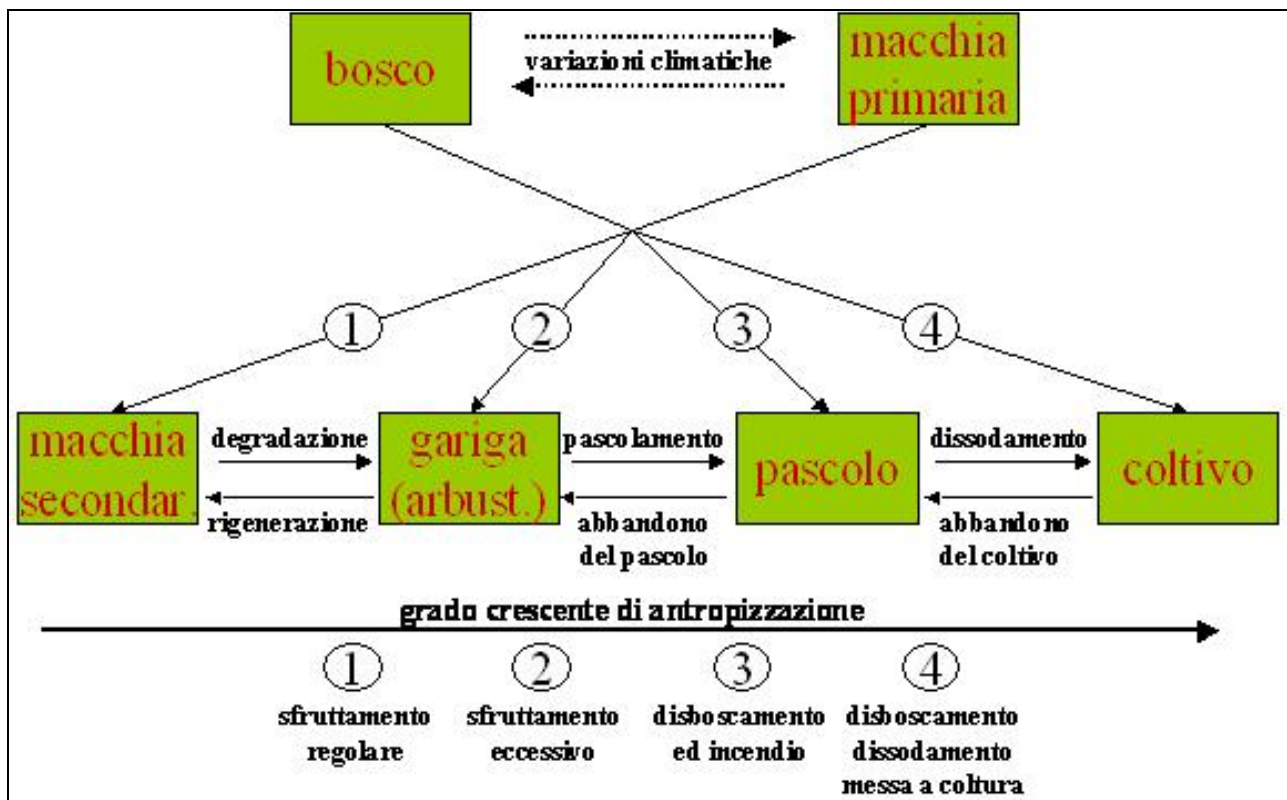 bosco
variazioni climatiche
macchia
primaria
1
2
3
4
macchia
secondar.
degradazione
rigenerazione
gariga
(arbust.)
pascolamento
abbandono
del pascolo
pascolo
dissodamento
abbandono
del coltivo
coltivo
grado crescente di antropizzazione
1
sfruttamento
regolare
2
sfruttamento
eccessivo
3
disboscamento
ed incendio
4
disboscamento
dissodamento
messa a coltura